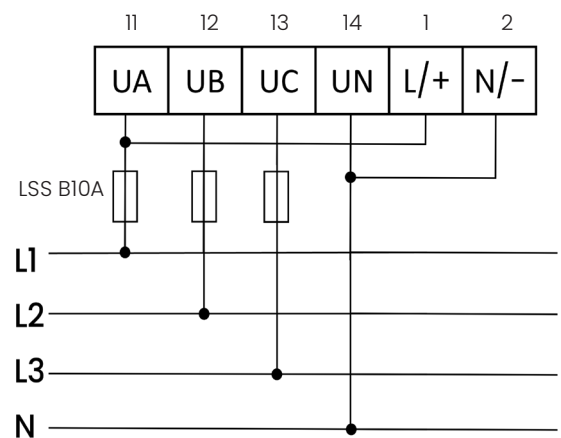 11 12 13 14 1 2
UA UB UC UN L/+ N/-
LSS B10A
L1
L2
L3
N